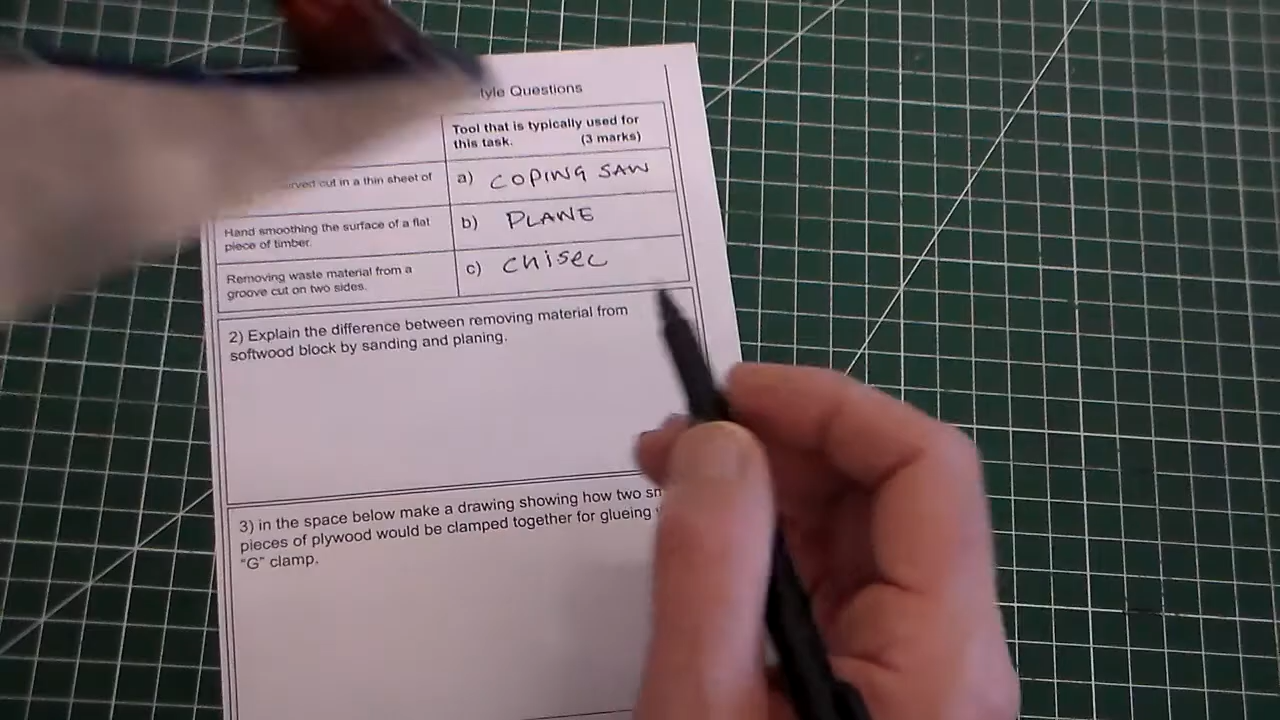 tyle Questions
Tool that is typically used for
this task. (3 marks)
cut in a thin sheet of
a) COPING SAW
Hand smoothing the surface of a flat
piece of timber.
b) PLANE
Removing waste material from a
groove cut on two sides.
c) chisel
2) Explain the difference between removing material from
softwood block by sanding and planing.
3) in the space below make a drawing showing how two
pieces of plywood would be clamped together for glueing
“G” clamp.